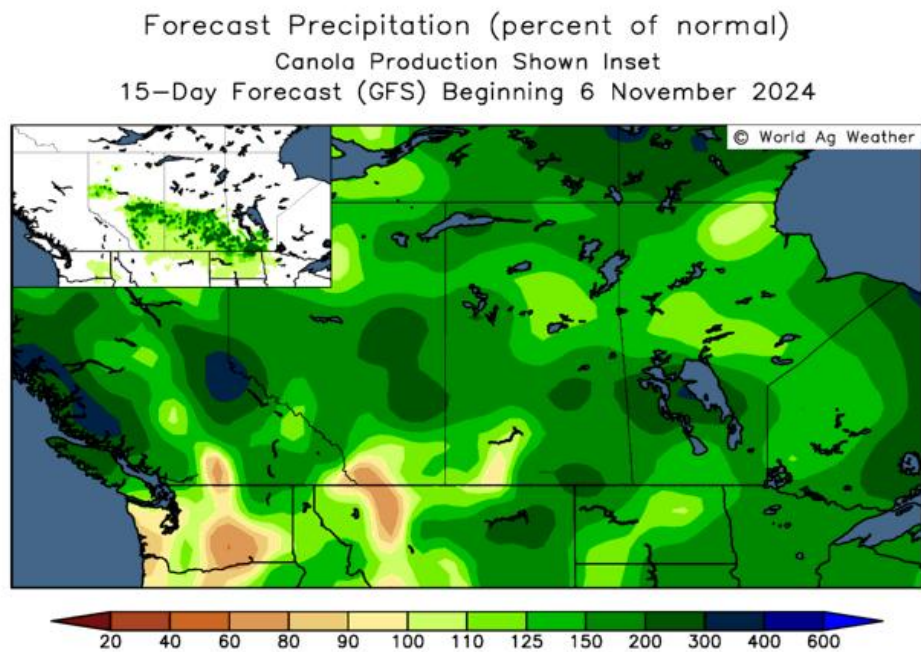 Forecast Precipitation (percent of normal)
Canola Production Shown Inset
15-Day Forecast (GFS) Beginning 6 November 2024
© World Ag Weather
20 40 60 80 90 100 110 125 150 200 300 400 600